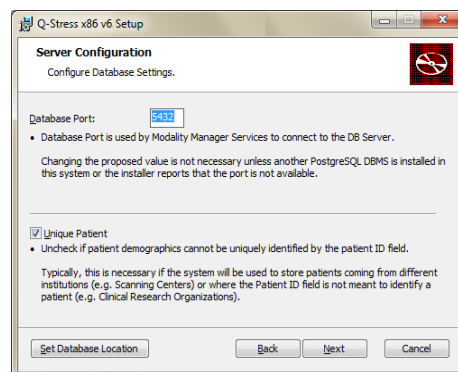 Q-Stress x86 v6 Setup
Server Configuration
Configure Database Settings.
Database Port:
5432
• Database Port is used by Modality Manager Services to connect to the DB Server.
Changing the proposed value is not necessary unless another PostgreSQL DBMS is installed in
this system or the installer reports that the port is not available.
Unique Patient
• Uncheck if patient demographics cannot be uniquely identified by the patient ID field.
Typically, this is necessary if the system will be used to store patients coming from different
institutions (e.g. Scanning Centers) or where the Patient ID field is not meant to identify a
patient (e.g. Clinical Research Organizations).
Set Database Location
Back
Next
Cancel